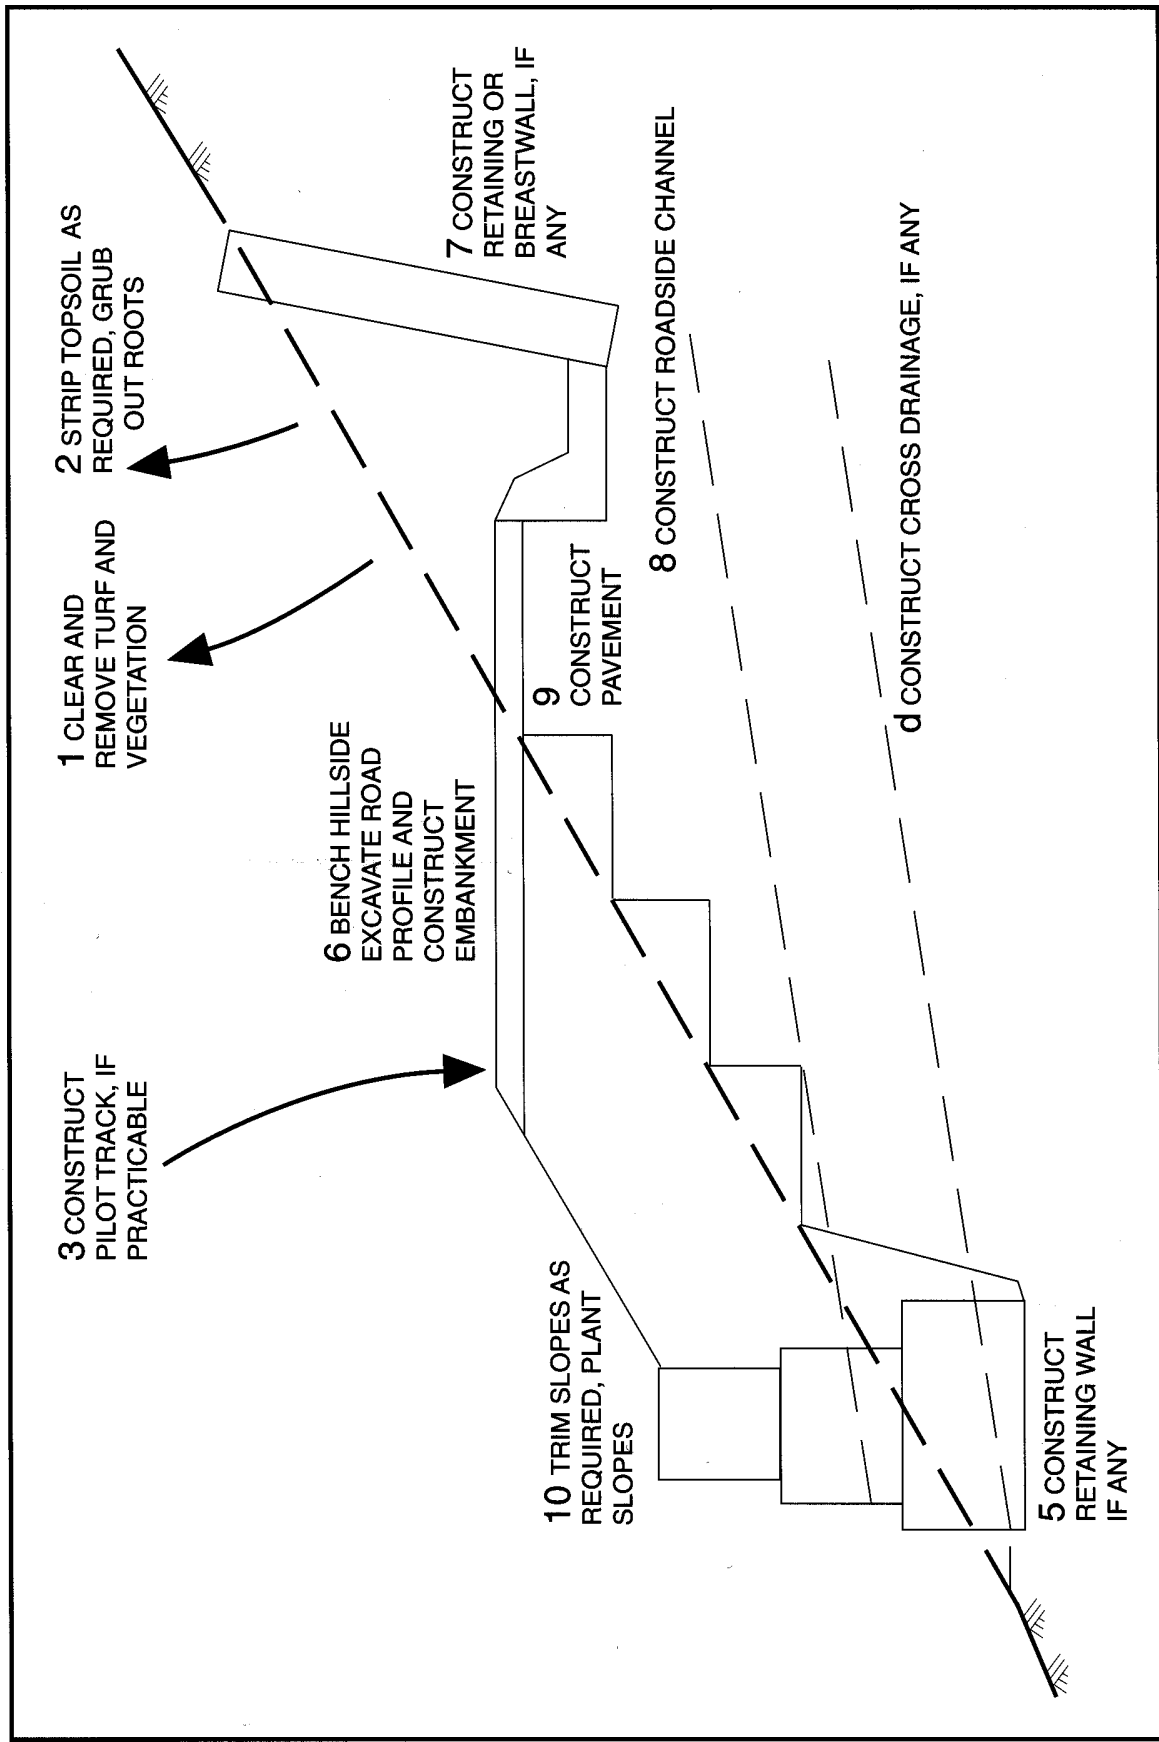 1 CLEAR AND
REMOVE TURF AND
VEGETATION
2 STRIP TOPSOIL AS
REQUIRED, GRUB
OUT ROOTS
3 CONSTRUCT
PILOT TRACK, IF
PRACTICABLE
6 BENCH HILLSIDE
EXCAVATE ROAD
PROFILE AND
CONSTRUCT
EMBANKMENT
7 CONSTRUCT
RETAINING OR
BREASTWALL, IF
ANY
9
CONSTRUCT
PAVEMENT
10 TRIM SLOPES AS
REQUIRED, PLANT
SLOPES
8 CONSTRUCT ROADSIDE CHANNEL
d CONSTRUCT CROSS DRAINAGE, IF ANY
5 CONSTRUCT
RETAINING WALL
IF ANY